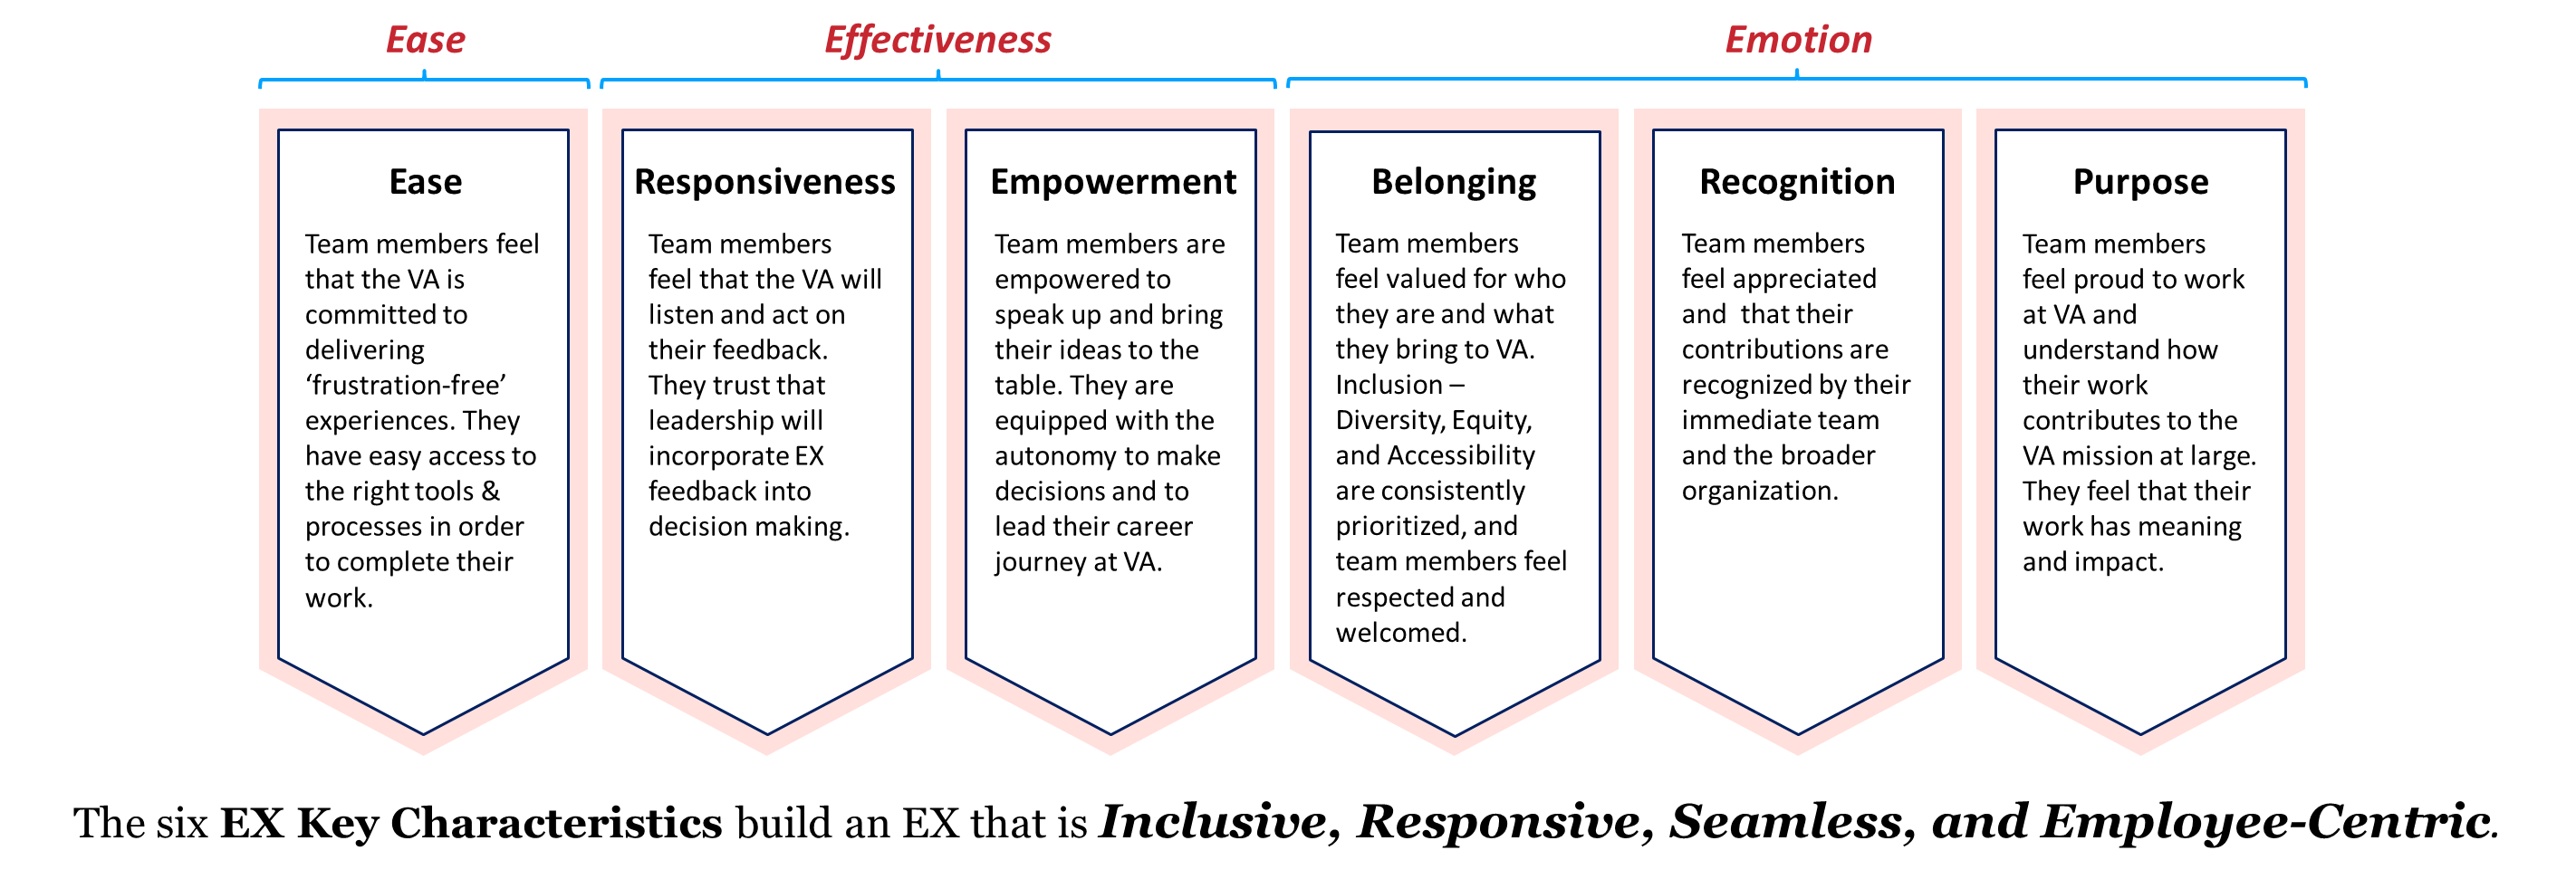 Ease
Effectiveness
Emotion
Ease
Team members feel
that the VA is
committed to
delivering
‘frustration-free’
experiences. They
have easy access to
the right tools &
processes in order
to complete their
work.
Responsiveness
Team members
feel that the VA will
listen and act on
their feedback.
They trust that
leadership will
incorporate EX
feedback into
decision making.
Empowerment
Team members are
empowered to
speak up and bring
their ideas to the
table. They are
equipped with the
autonomy to make
decisions and to
lead their career
journey at VA.
Belonging
Team members
feel valued for who
they are and what
they bring to VA.
Inclusion –
Diversity, Equity,
and Accessibility
are consistently
prioritized, and
team members feel
respected and
welcomed.
Recognition
Team members
feel appreciated
and that their
contributions are
recognized by their
immediate team
and the broader
organization.
Purpose
Team members
feel proud to work
at VA and
understand how
their work
contributes to the
VA mission at large.
They feel that their
work has meaning
and impact.
The six EX Key Characteristics build an EX that is Inclusive, Responsive, Seamless, and Employee-Centric.